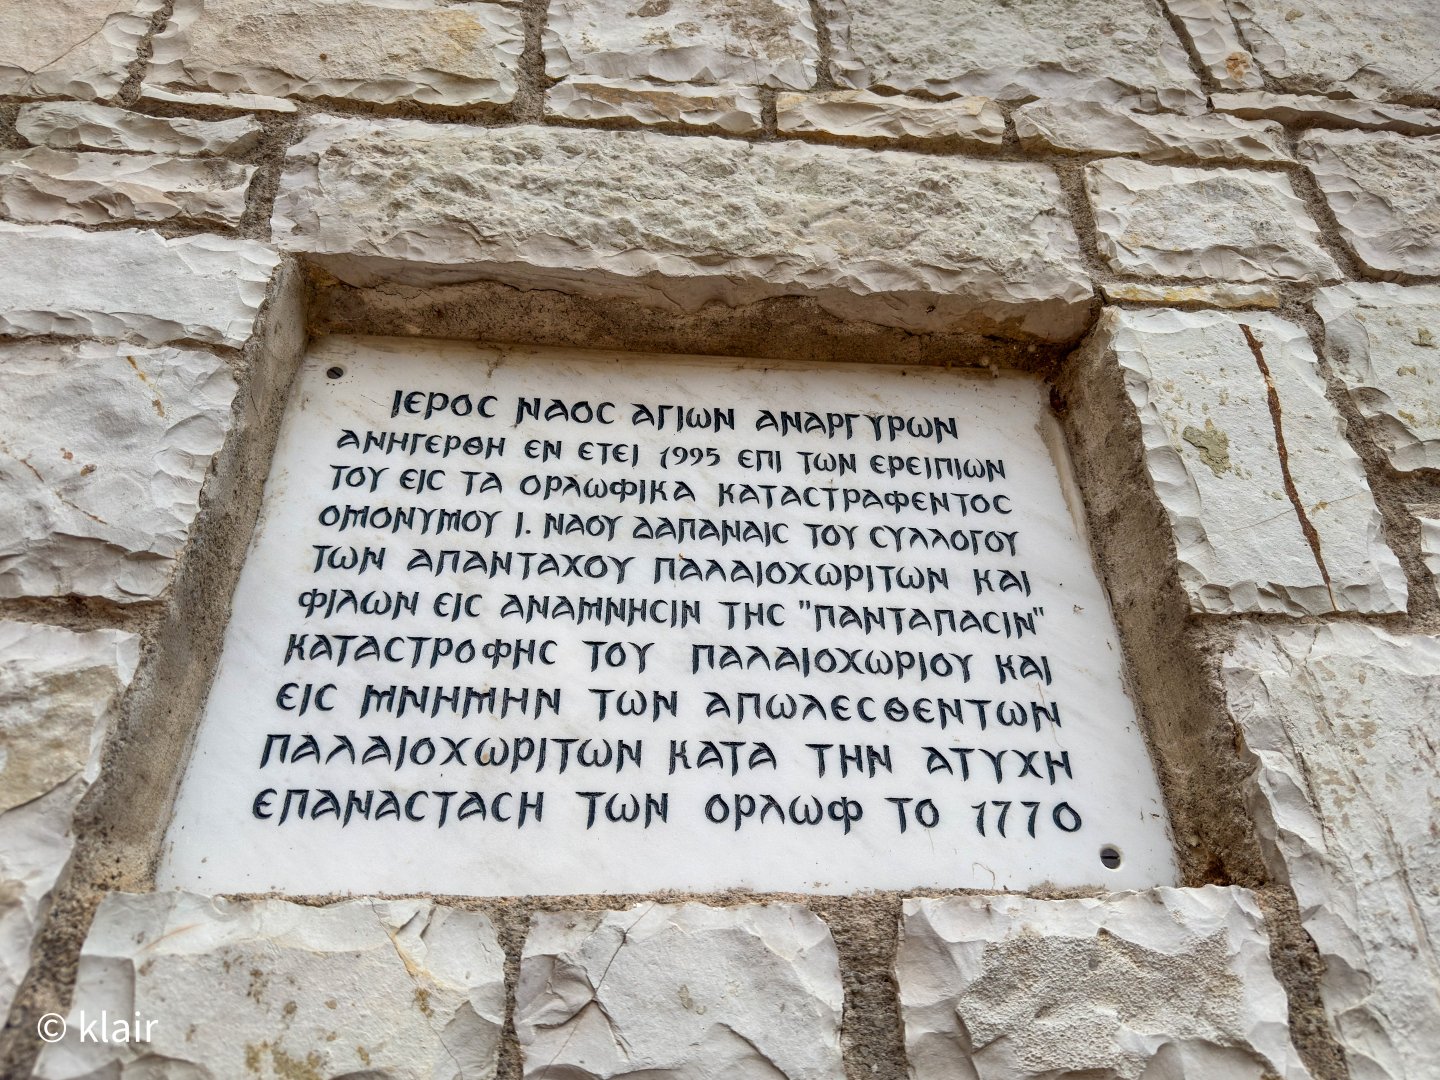 ΙΕΡΟΣ ΝΑΟΣ ΑΓΙΩΝ ΑΝΑΡΓΥΡΩΝ
ΑΝΗΓΕΡΘΗ ΕΝ ΕΤΕΙ 1995 ΕΠΙ ΤΩΝ ΕΡΕΙΠΙΩΝ
ΤΟΥ ΕΙΣ ΤΑ ΟΡΛΩΦΙΚΑ ΚΑΤΑΣΤΡΑΦΕΝΤΟΣ
ΟΜΟΝΥΜΟΥ Ι. ΝΑΟΥ ΔΑΠΑΝΑΙΣ ΤΟΥ ΣΥΛΛΟΓΟΥ
ΤΩΝ ΑΠΑΝΤΑΧΟΥ ΠΑΛΑΙΟΧΩΡΙΤΩΝ ΚΑΙ
ΦΙΛΩΝ ΕΙΣ ΑΝΑΜΝΗΣΙΝ ΤΗΣ "ΠΑΝΤΑΠΑΣΙΝ"
ΚΑΤΑΣΤΡΟΦΗΣ ΤΟΥ ΠΑΛΑΙΟΧΩΡΙΟΥ ΚΑΙ
ΕΙΣ ΜΝΗΜΗΝ ΤΩΝ ΑΠΩΛΕΣΘΕΝΤΩΝ
ΠΑΛΑΙΟΧΩΡΙΤΩΝ ΚΑΤΑ ΤΗΝ ΑΤΥΧΗ
ΕΠΑΝΑΣΤΑΣΗ ΤΩΝ ΟΡΛΩΦ ΤΟ 1770
© klair